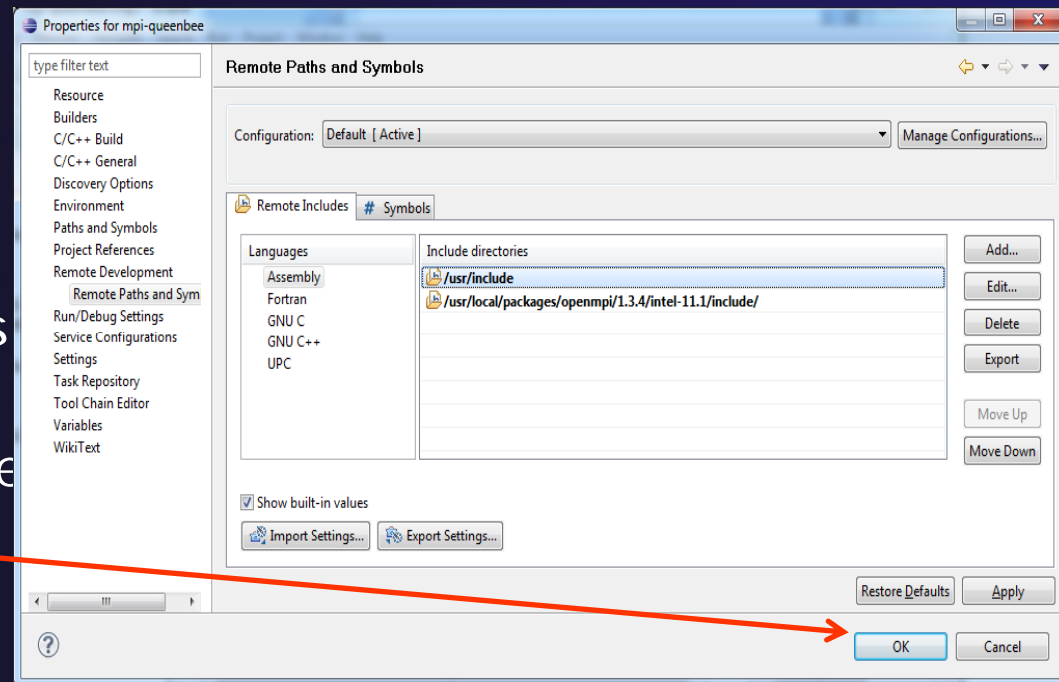 Properties for mpi-queenbee
type filter text
Resource
Builders
C/C++ Build
C/C++ General
Discovery Options
Environment
Paths and Symbols
Project References
Remote Development
Remote Paths and Sym
Run/Debug Settings
Service Configurations
Settings
Task Repository
Tool Chain Editor
Variables
WikiText
Remote Paths and Symbols
Configuration: Default [ Active ] Manage Configurations...
Remote Includes # Symbols
Languages
Assembly
Fortran
GNU C
GNU C++
UPC
Include directories
/usr/include
/usr/local/packages/openmpi/1.3.4/intel-11.1/include/
Add...
Edit...
Delete
Export
Move Up
Move Down
Show built-in values
Import Settings... Export Settings...
Restore Defaults Apply
OK Cancel